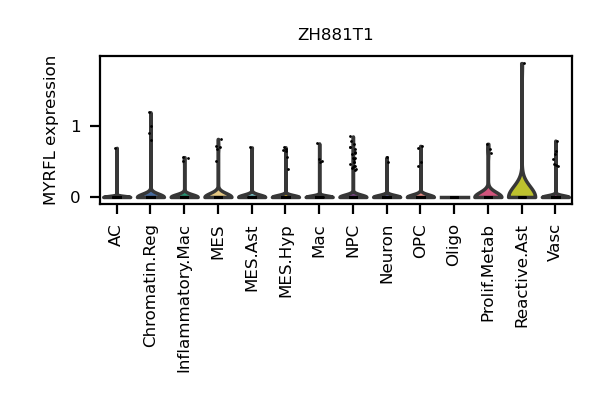 ZH881T1
MYRFL expression
1
0
AC
Chromatin.Reg
Inflammatory.Mac
MES
MES.Ast
MES.Hyp
Mac
NPC
Neuron
OPC
Oligo
Prolif.Metab
Reactive.Ast
Vasc